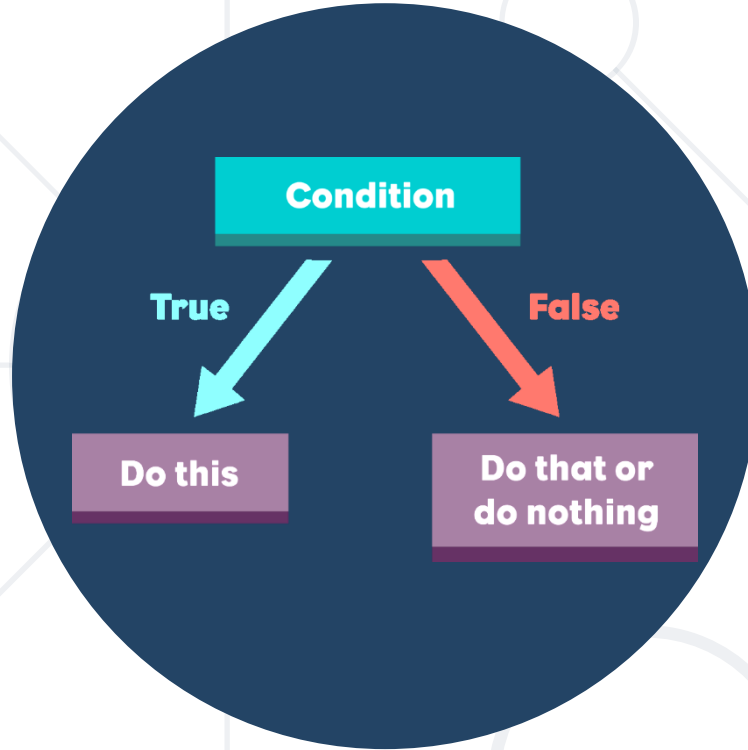 Condition
True
False
Do this
Do that or
do nothing